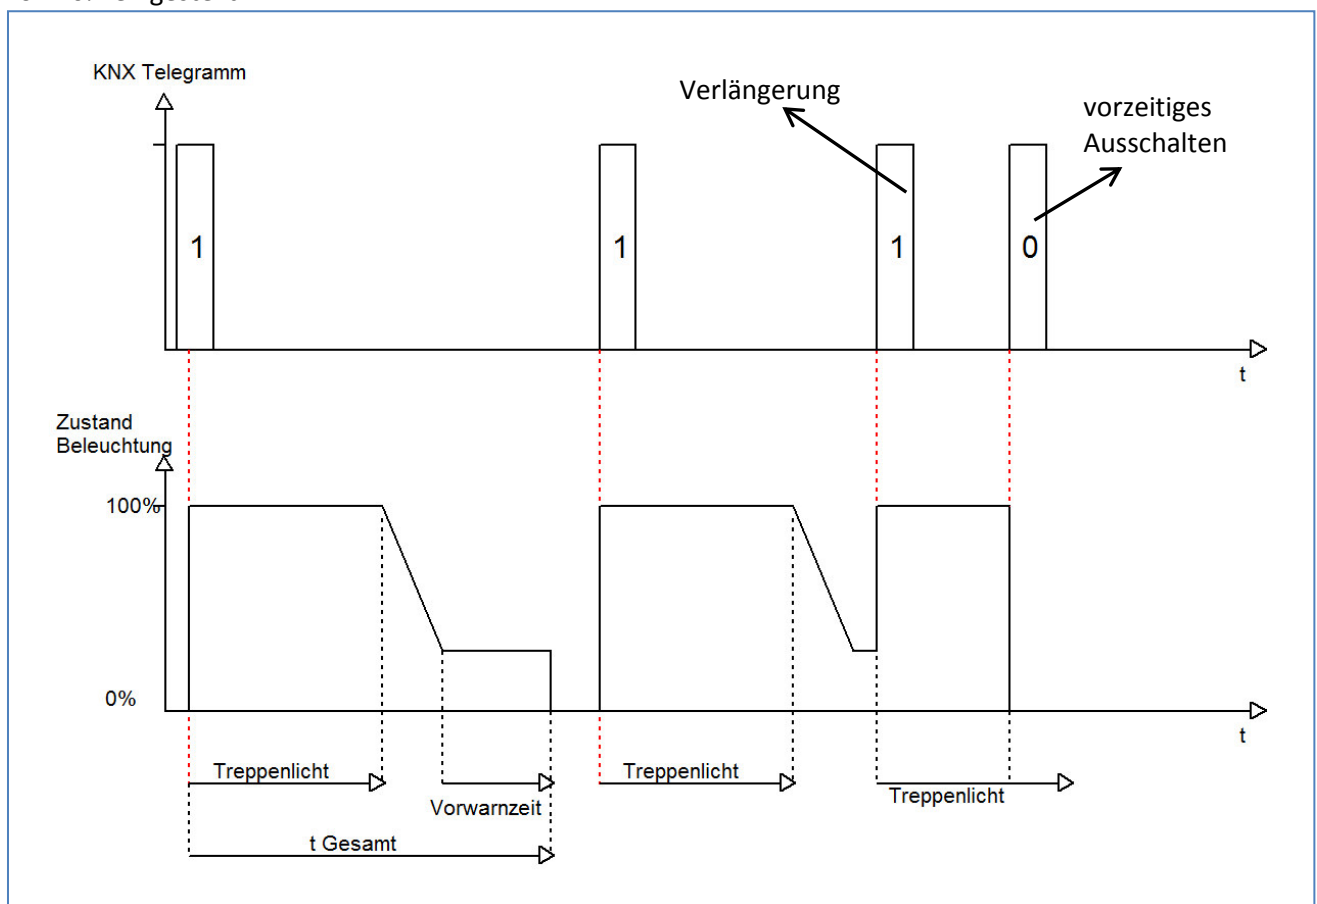 KNX Telegramm
Verlängerung
vorzeitiges
Ausschalten
1
1
1
0
t
Zustand
Beleuchtung
100%
0%
t
Treppenlicht
Treppenlicht
Treppenlicht
Vorwarnzeit
t Gesamt